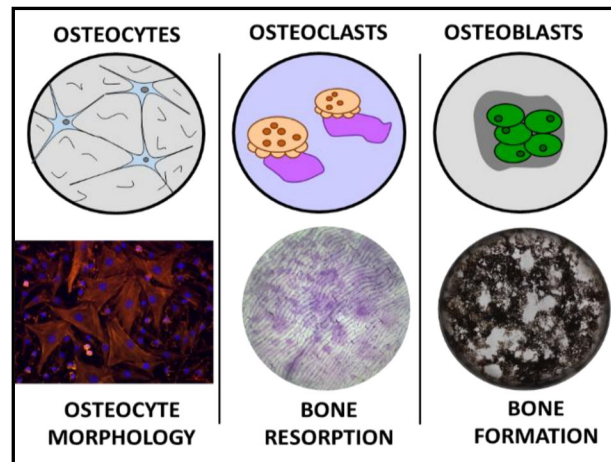 OSTEOCYTES
OSTEOCLASTS
OSTEOBLASTS
OSTEOCYTE
MORPHOLOGY
BONE
RESORPTION
BONE
FORMATION